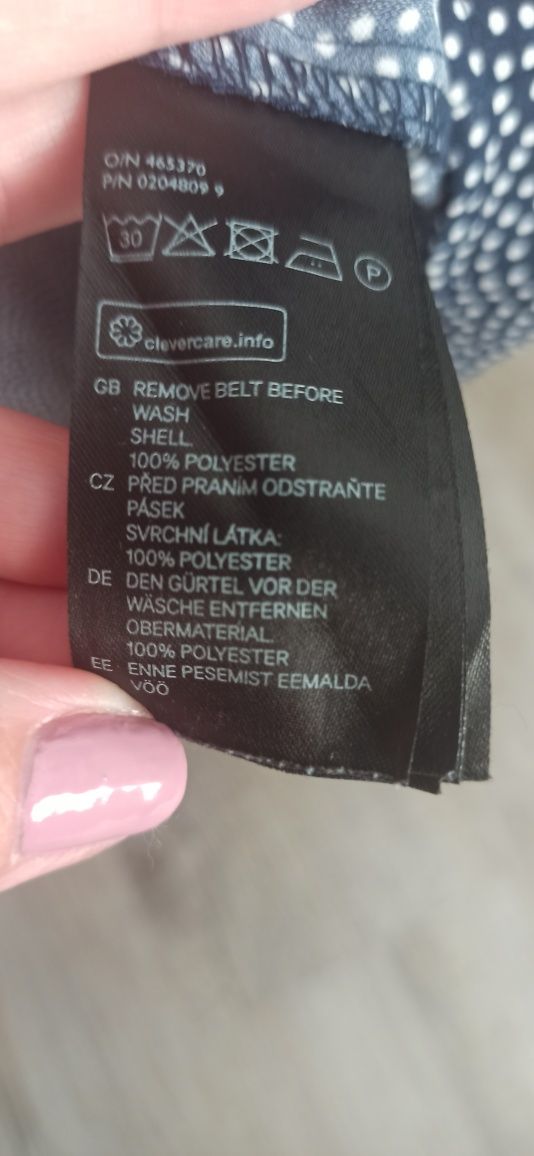 O/N 465370
P/N 0204809 9
30
P
clevercare.info
GB REMOVE BELT BEFORE
WASH
SHELL.
100% POLYESTER
CZ PŘED PRANÍM ODSTRAŇTE
PÁSEK
SVRCHNÍ LÁTKA:
100% POLYESTER
DE DEN GÜRTEL VOR DER
WÄSCHE ENTFERNEN
OBERMATERIAL.
100% POLYESTER
EE ENNE PESEMIST EEMALDA
VÖÖ